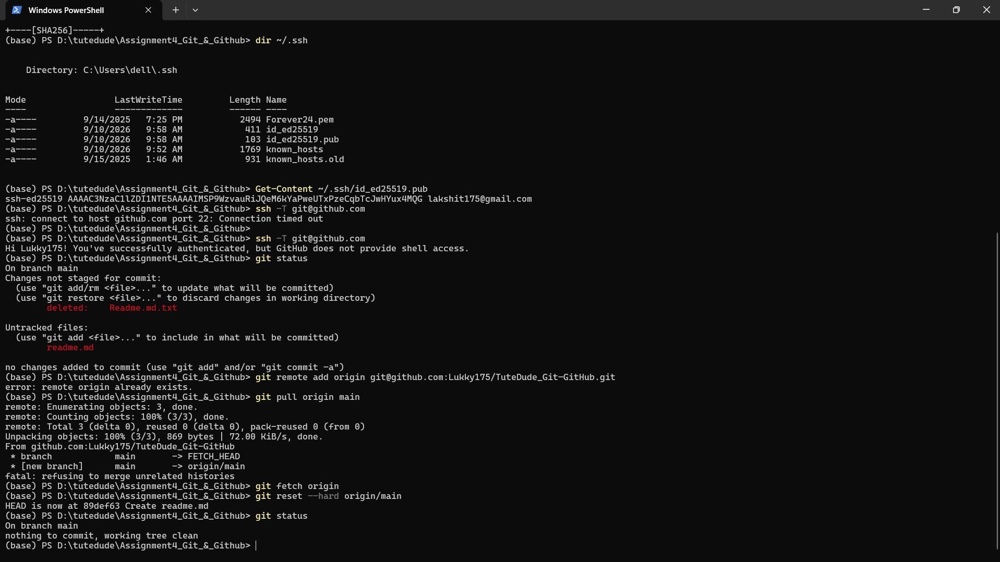 Windows PowerShell
+----[SHA256]-----+
(base) PS D:\tutedude\Assignment4_Git_&_Github> dir ~/.ssh
Directory: C:\Users\dell\.ssh
Mode                 LastWriteTime         Length Name
----                 -------------         ------ ----
-a----         9/14/2025   7:25 PM           2494 Forever24.pem
-a----         9/10/2026   9:58 AM            411 id_ed25519
-a----         9/10/2026   9:58 AM            103 id_ed25519.pub
-a----         9/10/2026   9:52 AM           1769 known_hosts
-a----         9/15/2025   1:46 AM            931 known_hosts.old
(base) PS D:\tutedude\Assignment4_Git_&_Github> Get-Content ~/.ssh/id_ed25519.pub
ssh-ed25519 AAAAC3NzaC1lZDI1NTE5AAAAIMSP9WzvauRiJQeM6kYaPweUTxPzeCqbTcJwHYux4MQG lakshit175@gmail.com
(base) PS D:\tutedude\Assignment4_Git_&_Github> ssh -T git@github.com
ssh: connect to host github.com port 22: Connection timed out
(base) PS D:\tutedude\Assignment4_Git_&_Github>
(base) PS D:\tutedude\Assignment4_Git_&_Github> ssh -T git@github.com
Hi Lukky175! You've successfully authenticated, but GitHub does not provide shell access.
(base) PS D:\tutedude\Assignment4_Git_&_Github> git status
On branch main
Changes not staged for commit:
  (use "git add/rm <file>..." to update what will be committed)
  (use "git restore <file>..." to discard changes in working directory)
        deleted:    Readme.md.txt
Untracked files:
  (use "git add <file>..." to include in what will be committed)
        readme.md
no changes added to commit (use "git add" and/or "git commit -a")
(base) PS D:\tutedude\Assignment4_Git_&_Github> git remote add origin git@github.com:Lukky175/TuteDude_Git-GitHub.git
error: remote origin already exists.
(base) PS D:\tutedude\Assignment4_Git_&_Github> git pull origin main
remote: Enumerating objects: 3, done.
remote: Counting objects: 100% (3/3), done.
remote: Total 3 (delta 0), reused 0 (delta 0), pack-reused 0 (from 0)
Unpacking objects: 100% (3/3), 869 bytes | 72.00 KiB/s, done.
From github.com:Lukky175/TuteDude_Git-GitHub
 * branch            main       -> FETCH_HEAD
 * [new branch]      main       -> origin/main
fatal: refusing to merge unrelated histories
(base) PS D:\tutedude\Assignment4_Git_&_Github> git fetch origin
(base) PS D:\tutedude\Assignment4_Git_&_Github> git reset --hard origin/main
HEAD is now at 89def63 Create readme.md
(base) PS D:\tutedude\Assignment4_Git_&_Github> git status
On branch main
nothing to commit, working tree clean
(base) PS D:\tutedude\Assignment4_Git_&_Github>